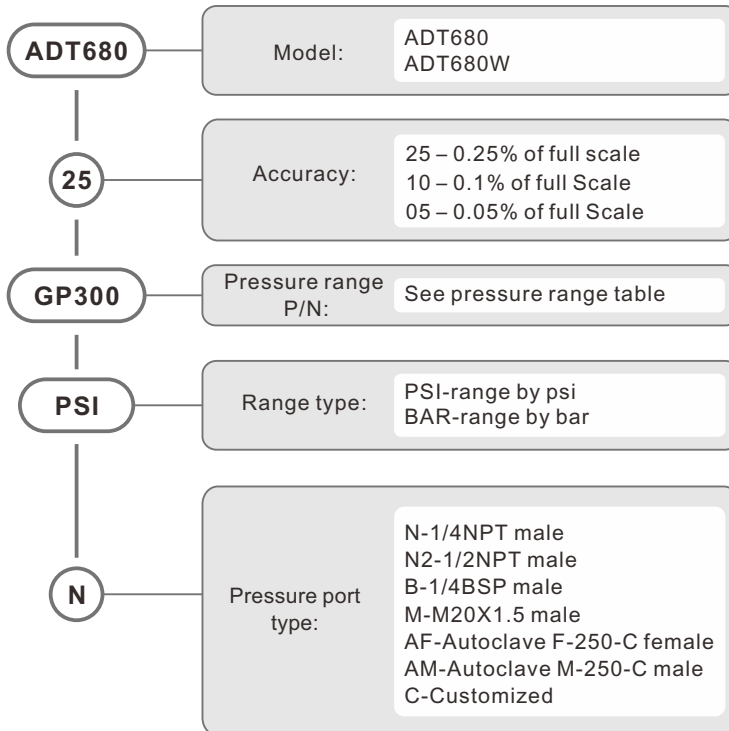 ADT680
Model:
ADT680
ADT680W
25
Accuracy:
25 – 0.25% of full scale
10 – 0.1% of full Scale
05 – 0.05% of full Scale
GP300
Pressure range
P/N:
See pressure range table
PSI
Range type:
PSI-range by psi
BAR-range by bar
N
Pressure port
type:
N-1/4NPT male
N2-1/2NPT male
B-1/4BSP male
M-M20X1.5 male
AF-Autoclave F-250-C female
AM-Autoclave M-250-C male
C-Customized